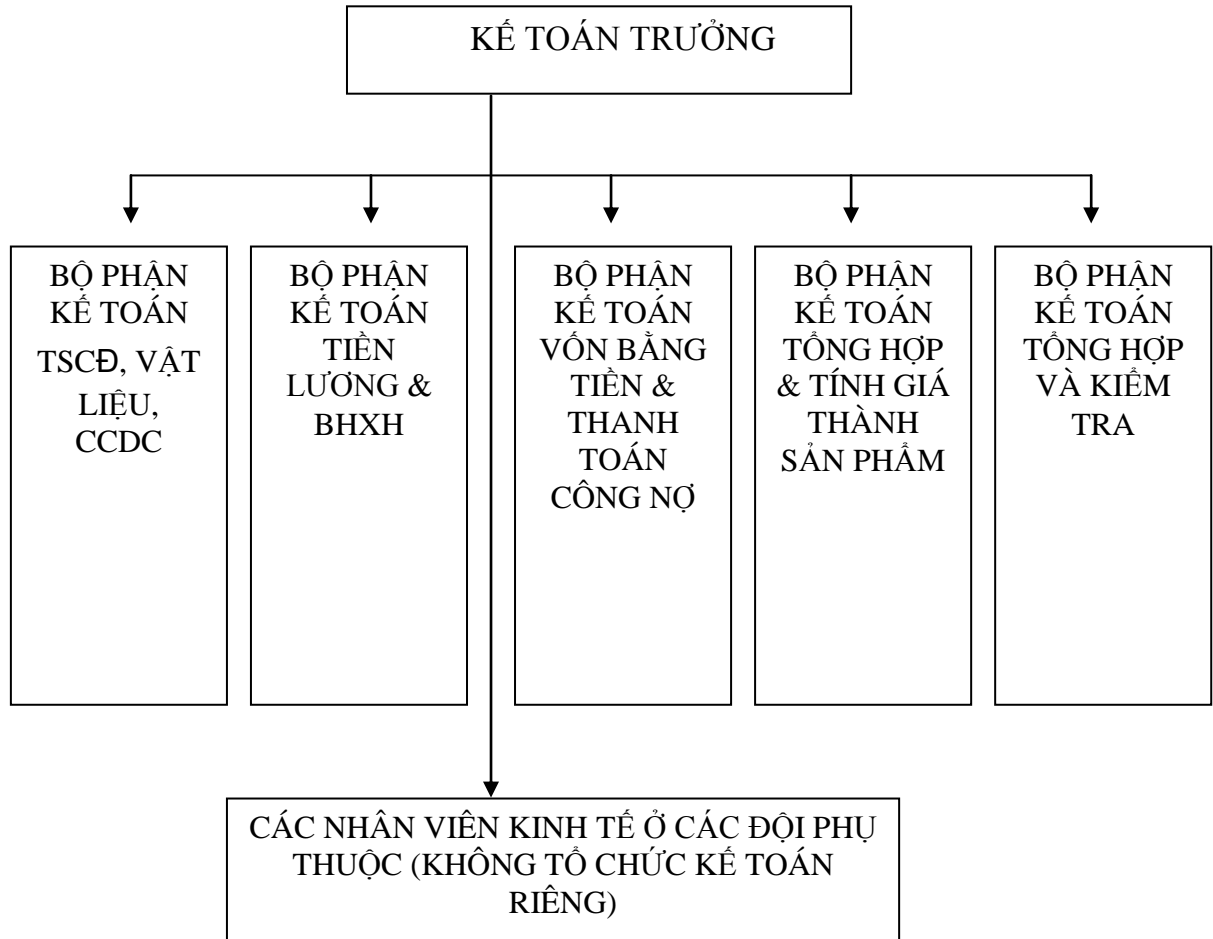 KẾ TOÁN TRƯỞNG
BỘ PHẬN
KẾ TOÁN
TSCĐ, VẬT
LIỆU,
CCDC
BỘ PHẬN
KẾ TOÁN
TIỀN
LƯƠNG &
BHXH
BỘ PHẬN
KẾ TOÁN
VỐN BẰNG
TIỀN &
THANH
TOÁN
CÔNG NỢ
BỘ PHẬN
KẾ TOÁN
TỔNG HỢP
& TÍNH GIÁ
THÀNH
SẢN PHẨM
BỘ PHẬN
KẾ TOÁN
TỔNG HỢP
VÀ KIỂM
TRA
CÁC NHÂN VIÊN KINH TẾ Ở CÁC ĐỘI PHỤ
THUỘC (KHÔNG TỔ CHỨC KẾ TOÁN
RIÊNG)